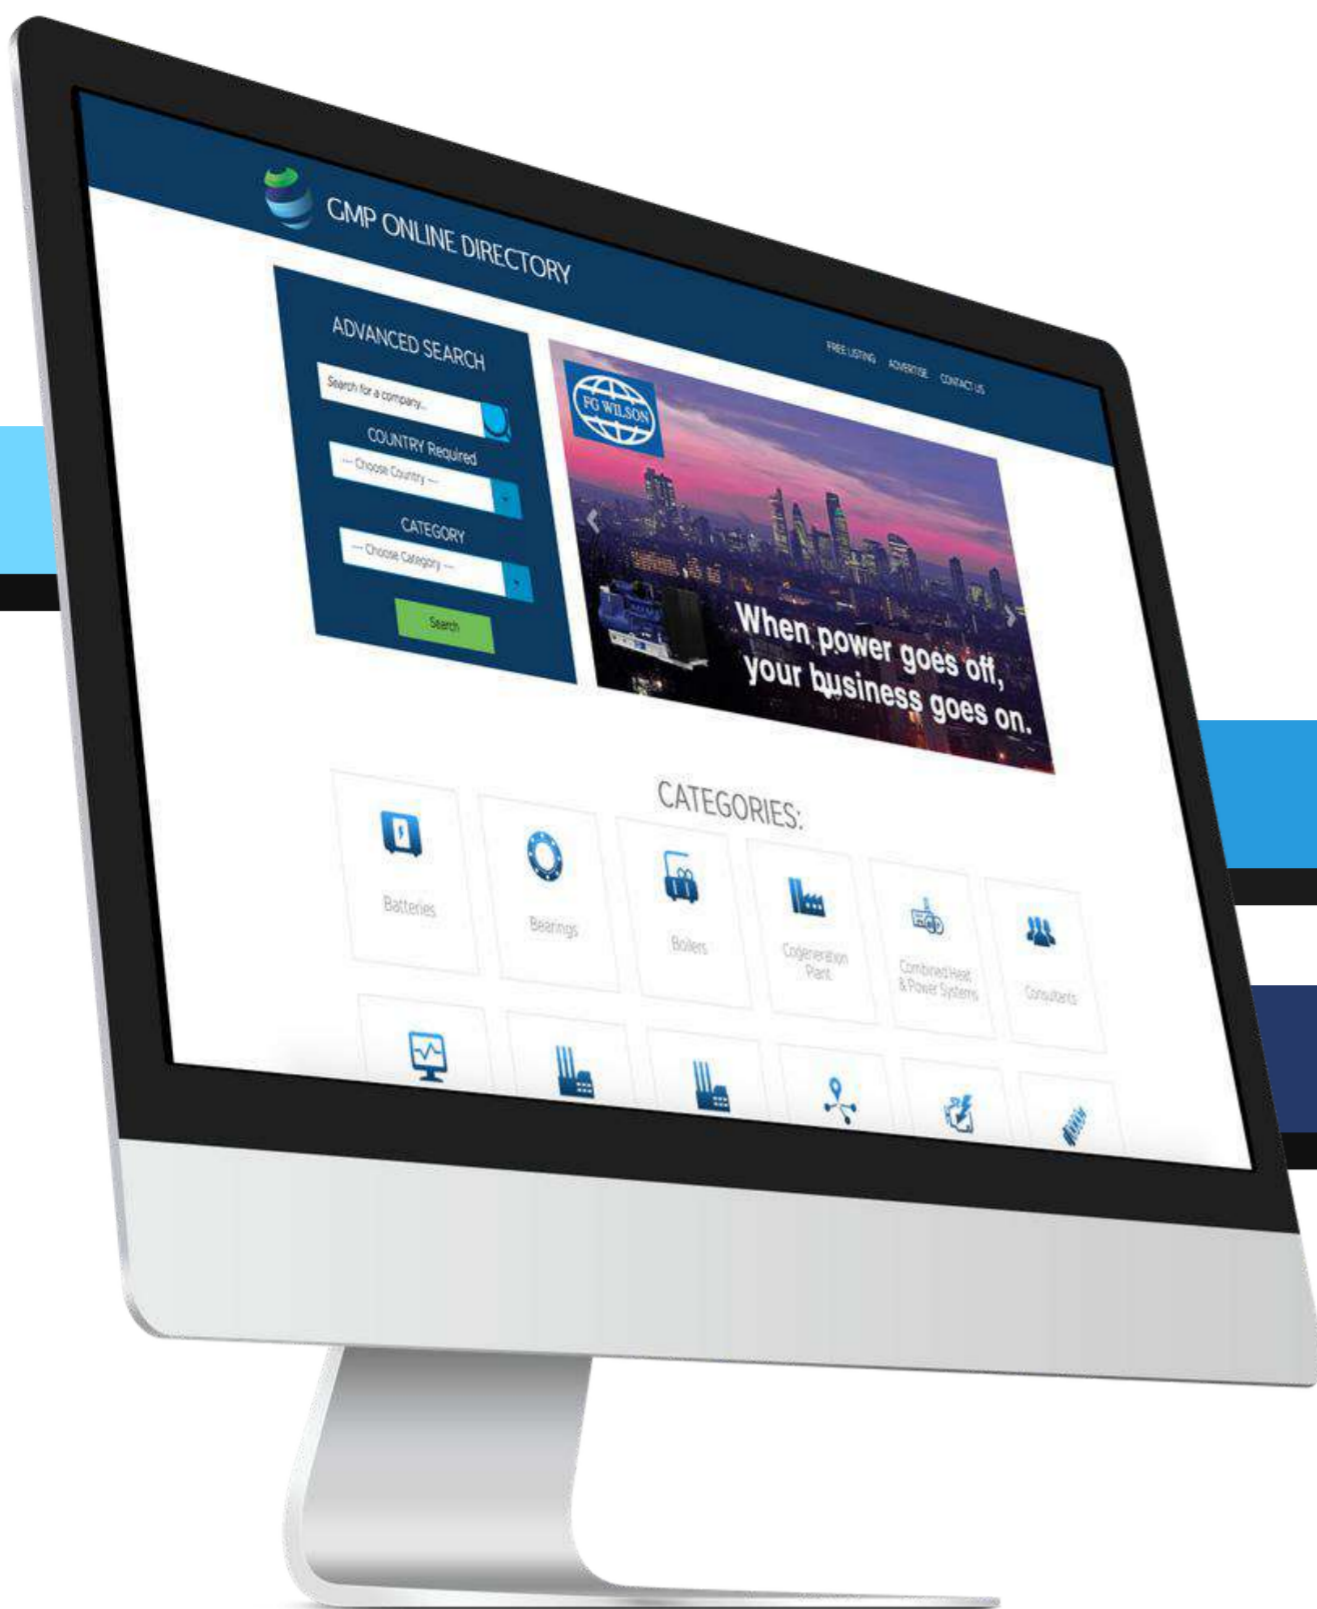 GMP ONLINE DIRECTORY
FREE LISTING ADVERTISE CONTACT US
ADVANCED SEARCH
Search for a company...
COUNTRY Required
--- Choose Country ---
CATEGORY
--- Choose Category ---
Search
FG WILSON
When power goes off,
your business goes on.
CATEGORIES:
Batteries
Bearings
Boilers
Cogeneration
Plant
Combined Heat
& Power Systems
Consultants